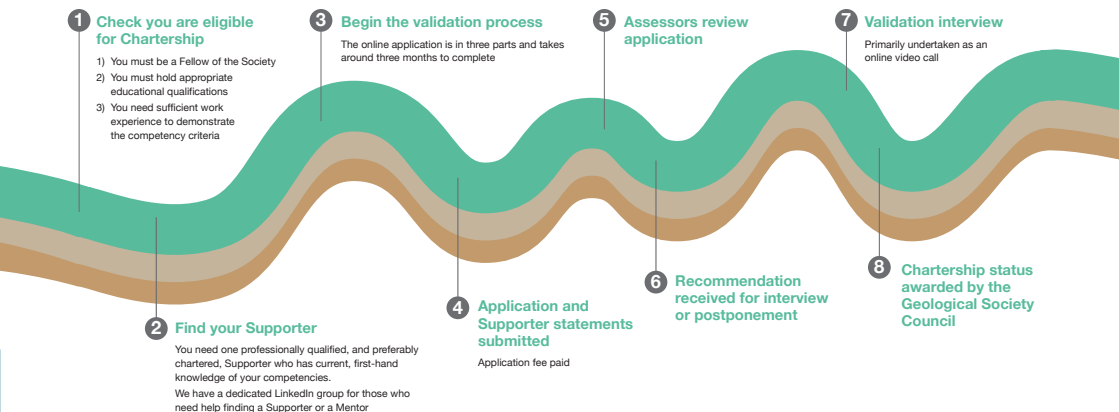 1 Check you are eligible
for Chartership
1) You must be a Fellow of the Society
2) You must hold appropriate
educational qualifications
3) You need sufficient work
experience to demonstrate
the competency criteria
2 Find your Supporter
You need one professionally qualified, and preferably
chartered, Supporter who has current, first-hand
knowledge of your competencies.
We have a dedicated LinkedIn group for those who
need help finding a Supporter or a Mentor
3 Begin the validation process
The online application is in three parts and takes
around three months to complete
4 Application and
Supporter statements
submitted
Application fee paid
5 Assessors review
application
6 Recommendation
received for interview
or postponement
7 Validation interview
Primarily undertaken as an
online video call
8 Chartership status
awarded by the
Geological Society
Council